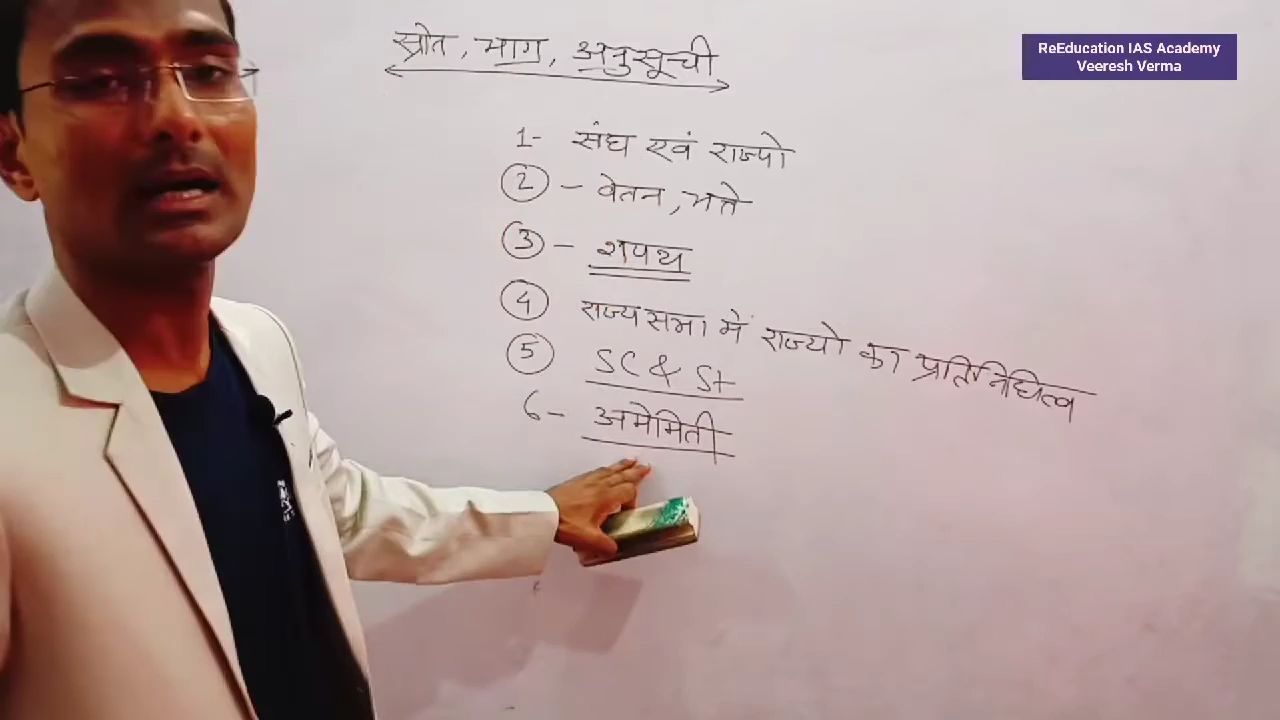 ReEducation IAS Academy
Veeresh Verma
स्रोत, भाग, अनुसूची
1- संघ एवं राज्यो
2 - वेतन, भत्ते
3 - शपथ
4 राज्यसभा में राज्यो का प्रतिनिधित्व
5 SC & St
6- अमेमिती